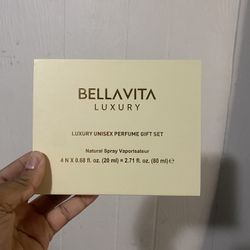 BELLAVITA
LUXURY
LUXURY UNISEX PERFUME GIFT SET
Natural Spray Vaporisateur
4 N X 0.68 fl. oz. (20 ml) = 2.71 fl. oz. (80 ml) ℮